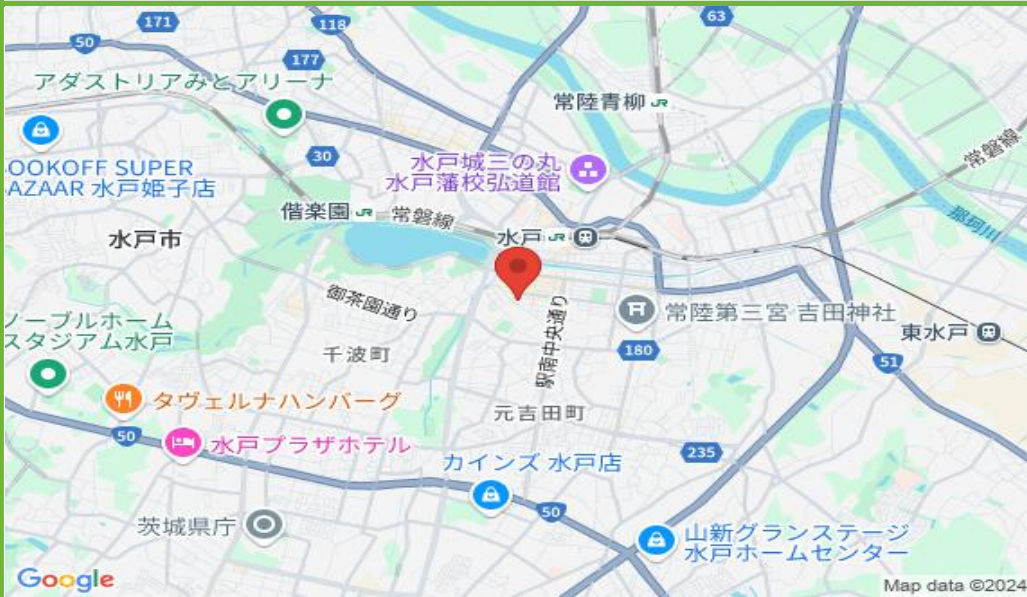 171
63
118
50
177
アダストリアみとアリーナ
常陸青柳 JR
常磐線
OOKOFF SUPER
AZAAR 水戸姫子店
30
水戸城三の丸
水戸藩校弘道館
偕楽園 JR 常磐線
那珂川
水戸市
水戸 JR
御茶園通り
常陸第三宮 吉田神社
ノーブルホーム
スタジアム水戸
駅南中央通り
東水戸
千波町
180
51
タヴェルナハンバーグ
元吉田町
50
水戸プラザホテル
235
カインズ 水戸店
50
茨城県庁
山新グランステージ
水戸ホームセンター
Google
Map data ©2024